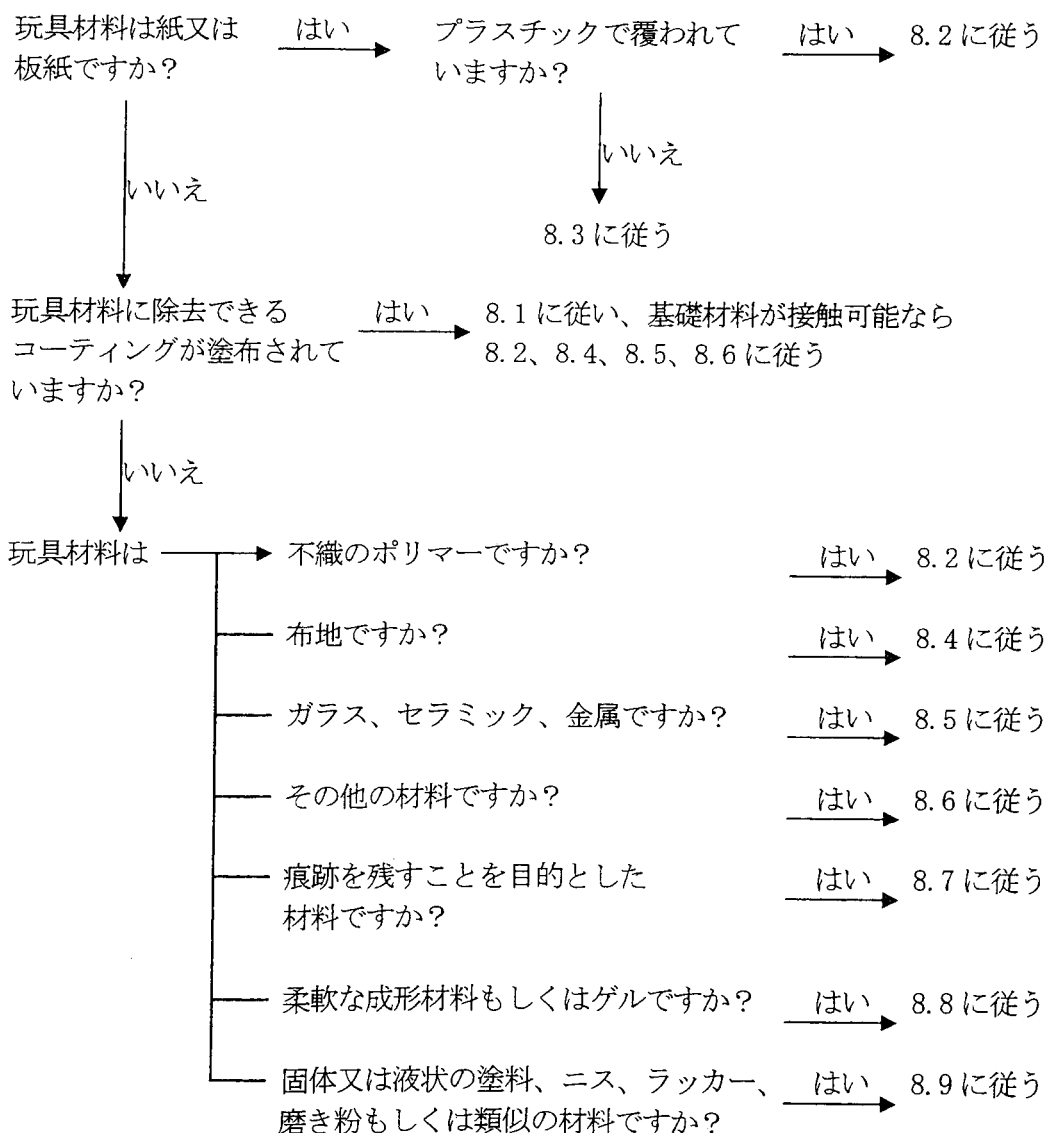 玩具材料は紙又は
板紙ですか？
はい
プラスチックで覆われて
いますか？
はい
8.2に従う
いいえ
8.3に従う
いいえ
玩具材料に除去できる
コーティングが塗布されて
いますか？
はい
8.1に従い、基礎材料が接触可能なら
8.2、8.4、8.5、8.6に従う
いいえ
玩具材料は
不織のポリマーですか？
はい
8.2に従う
布地ですか？
はい
8.4に従う
ガラス、セラミック、金属ですか？
はい
8.5に従う
その他の材料ですか？
はい
8.6に従う
痕跡を残すことを目的とした
材料ですか？
はい
8.7に従う
柔軟な成形材料もしくはゲルですか？
はい
8.8に従う
固体又は液状の塗料、ニス、ラッカー、
磨き粉もしくは類似の材料ですか？
はい
8.9に従う